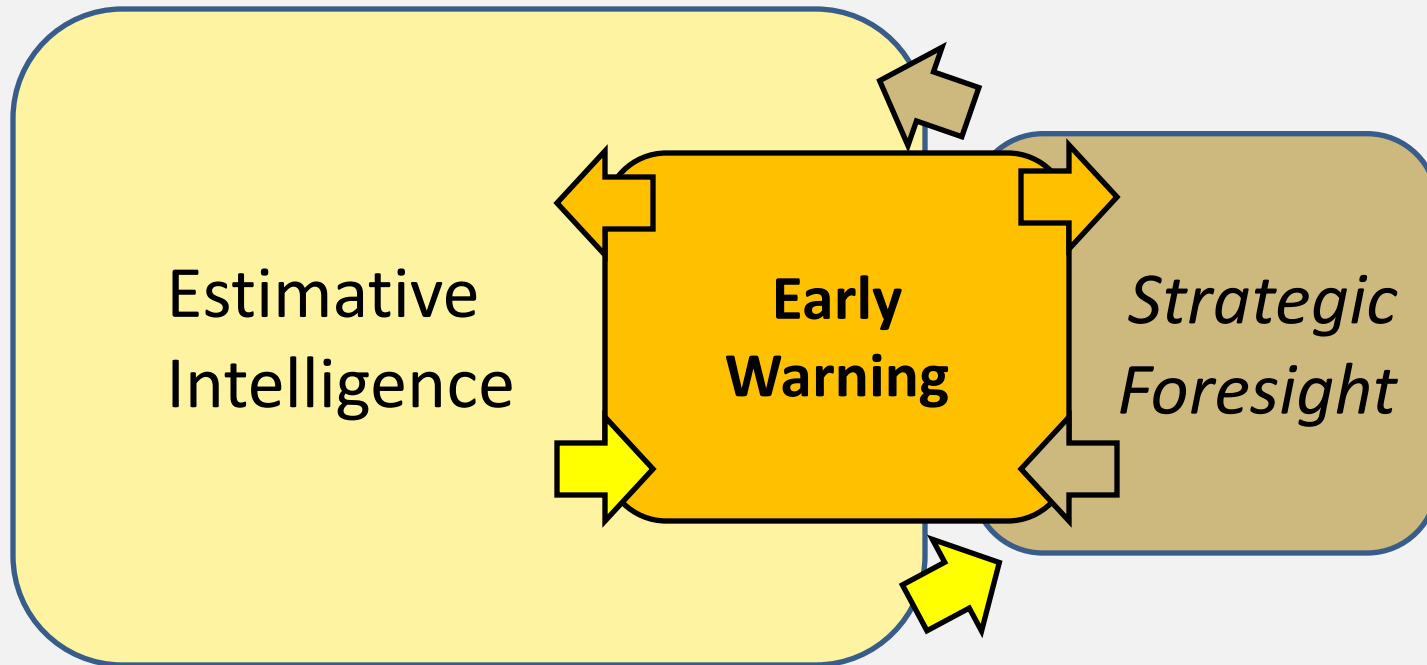 Estimative
Intelligence
Early
Warning
Strategic
Foresight